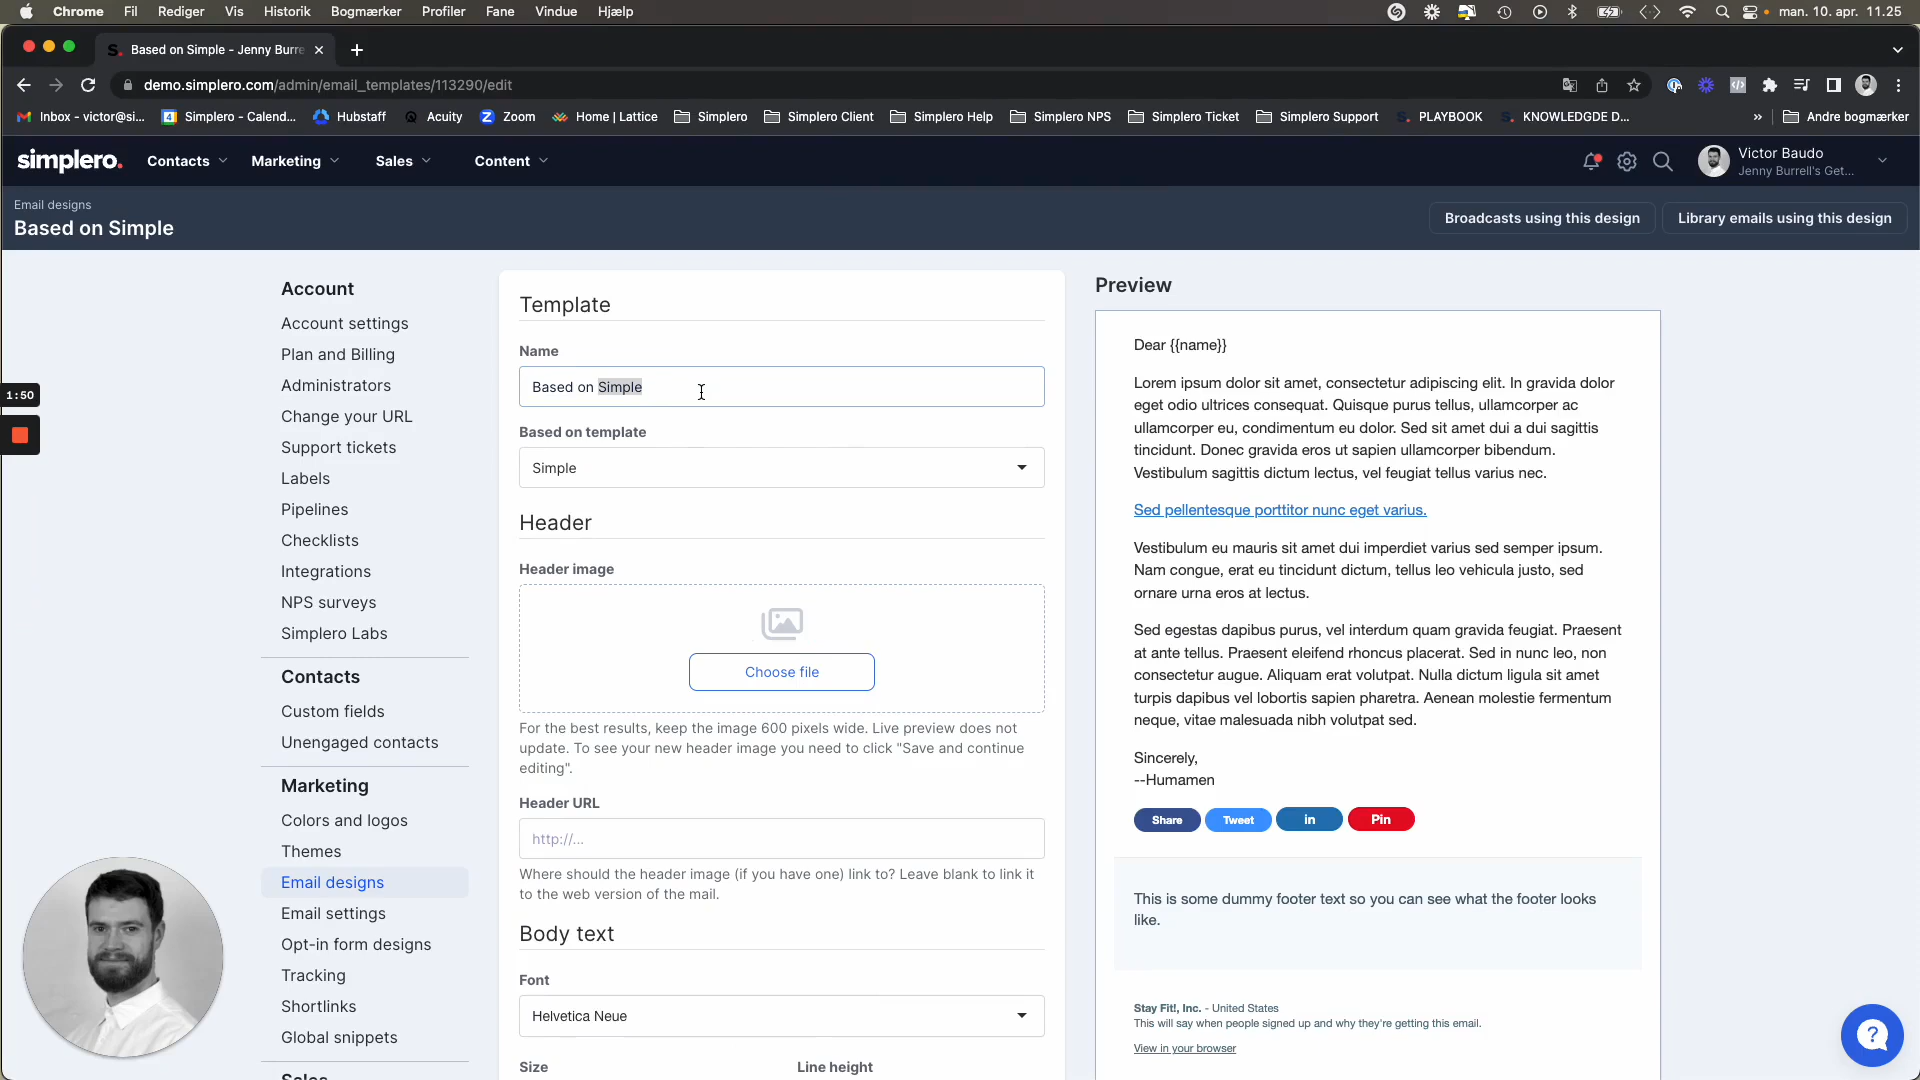 Chrome Fil Rediger Vis Historik Bogmærker Profiler Fane Vindue Hjælp man. 10. apr. 11.25
S. Based on Simple - Jenny Burre
demo.simplero.com/admin/email_templates/113290/edit
Inbox - victor@si... 4 Simplero - Calend... Hubstaff Acuity Z Zoom Home | Lattice Simplero Simplero Client Simplero Help Simplero NPS Simplero Ticket Simplero Support S. PLAYBOOK S. KNOWLEDGDE D... » Andre bogmærker
simplero. Contacts Marketing Sales Content
Victor Baudo
Jenny Burrell's Get...
Email designs
Based on Simple
Broadcasts using this design Library emails using this design
1:50
Account
Account settings
Plan and Billing
Administrators
Change your URL
Support tickets
Labels
Pipelines
Checklists
Integrations
NPS surveys
Simplero Labs
Contacts
Custom fields
Unengaged contacts
Marketing
Colors and logos
Themes
Email designs
Email settings
Opt-in form designs
Tracking
Shortlinks
Global snippets
Sales
Template
Name
Based on Simple
Based on template
Simple
Header
Header image
Choose file
For the best results, keep the image 600 pixels wide. Live preview does not
update. To see your new header image you need to click "Save and continue
editing".
Header URL
http://...
Where should the header image (if you have one) link to? Leave blank to link it
to the web version of the mail.
Body text
Font
Helvetica Neue
Size Line height
Preview
Dear {{name}}
Lorem ipsum dolor sit amet, consectetur adipiscing elit. In gravida dolor
eget odio ultrices consequat. Quisque purus tellus, ullamcorper ac
ullamcorper eu, condimentum eu dolor. Sed sit amet dui a dui sagittis
tincidunt. Donec gravida eros ut sapien ullamcorper bibendum.
Vestibulum sagittis dictum lectus, vel feugiat tellus varius nec.
Sed pellentesque porttitor nunc eget varius.
Vestibulum eu mauris sit amet dui imperdiet varius sed semper ipsum.
Nam congue, erat eu tincidunt dictum, tellus leo vehicula justo, sed
ornare urna eros at lectus.
Sed egestas dapibus purus, vel interdum quam gravida feugiat. Praesent
at ante tellus. Praesent eleifend rhoncus placerat. Sed in nunc leo, non
consectetur augue. Aliquam erat volutpat. Nulla dictum ligula sit amet
turpis dapibus vel lobortis sapien pharetra. Aenean molestie fermentum
neque, vitae malesuada nibh volutpat sed.
Sincerely,
--Humamen
Share Tweet in Pin
This is some dummy footer text so you can see what the footer looks
like.
Stay Fit!, Inc. - United States
This will say when people signed up and why they're getting this email.
View in your browser